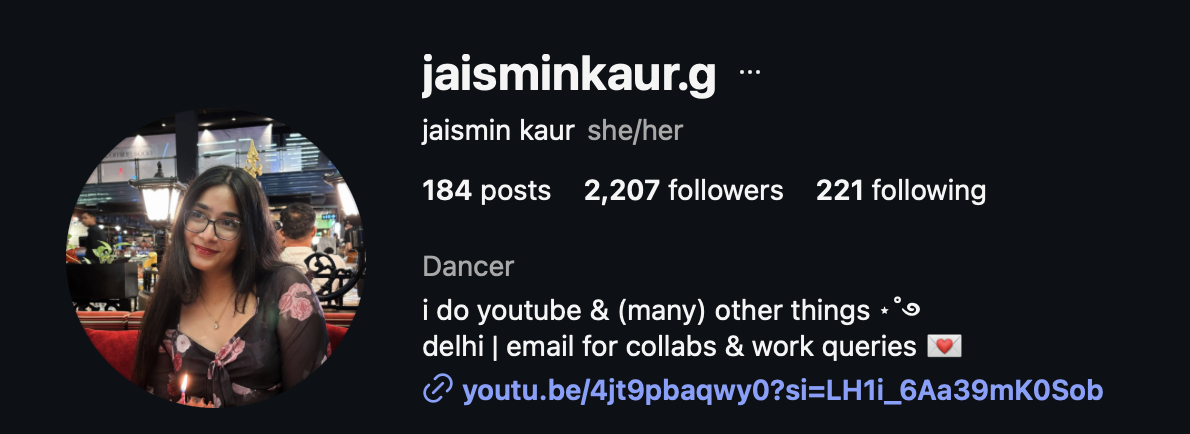 jaisminkaur.g ...
jaismin kaur she/her
184 posts 2,207 followers 221 following
Dancer
i do youtube & (many) other things ⋆˚࿔
delhi | email for collabs & work queries 💌
youtu.be/4jt9pbaqwy0?si=LH1i_6Aa39mK0Sob